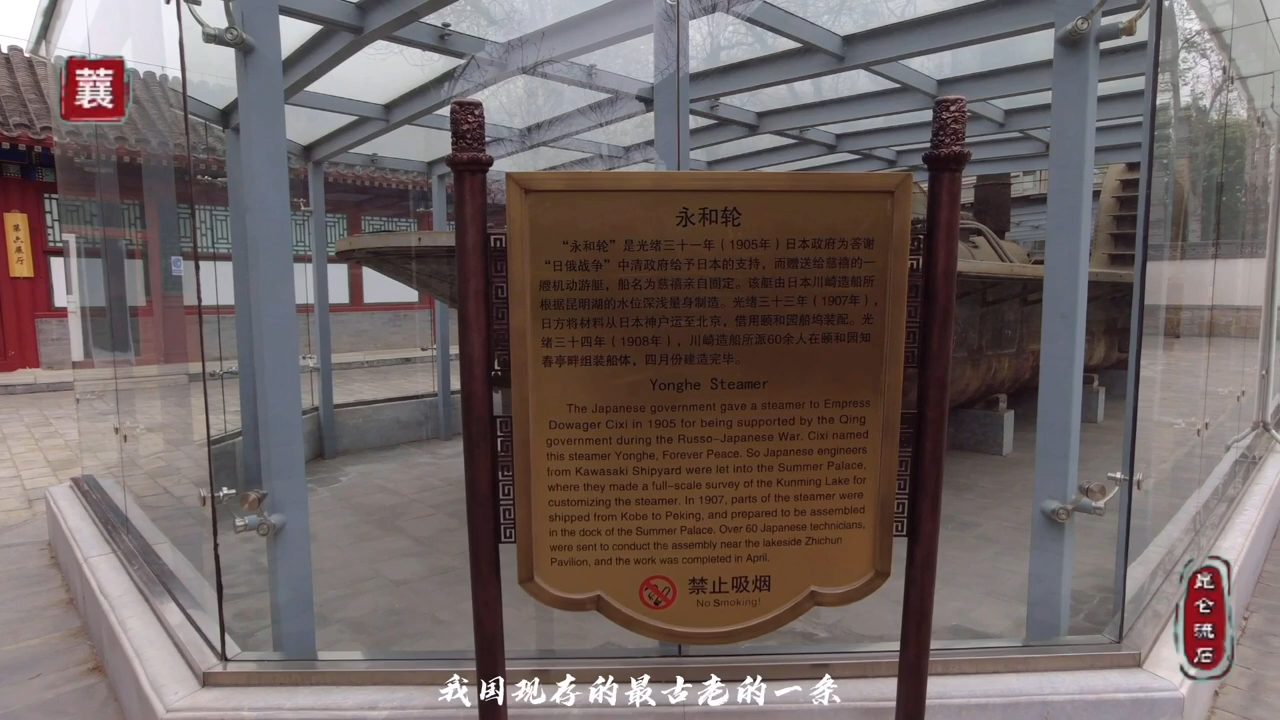 蕺
第六展厅
永和轮
“永和轮”是光绪三十一年（1905年）日本政府为答谢
“日俄战争”中清政府给予日本的支持，而赠送给慈禧的一
艘机动游艇，船名为慈禧亲自圈定。该艇由日本川崎造船所
根据昆明湖的水位深浅量身制造。光绪三十三年（1907年），
日方将材料从日本神户运至北京，借用颐和园船坞装配。光
绪三十四年（1908年），川崎造船所派60余人在颐和园知
春亭畔组装船体，四月份建造完毕。
Yonghe Steamer
The Japanese government gave a steamer to Empress
Dowager Cixi in 1905 for being supported by the Qing
government during the Russo-Japanese War. Cixi named
this steamer Yonghe, Forever Peace. So Japanese engineers
from Kawasaki Shipyard were let into the Summer Palace,
where they made a full-scale survey of the Kunming Lake for
customizing the steamer. In 1907, parts of the steamer were
shipped from Kobe to Peking, and prepared to be assembled
in the dock of the Summer Palace. Over 60 Japanese technicians,
were sent to conduct the assembly near the lakeside Zhichun
Pavilion, and the work was completed in April.
禁止吸烟
No Smoking!
昆仑流石
我国现存的最古老的一条